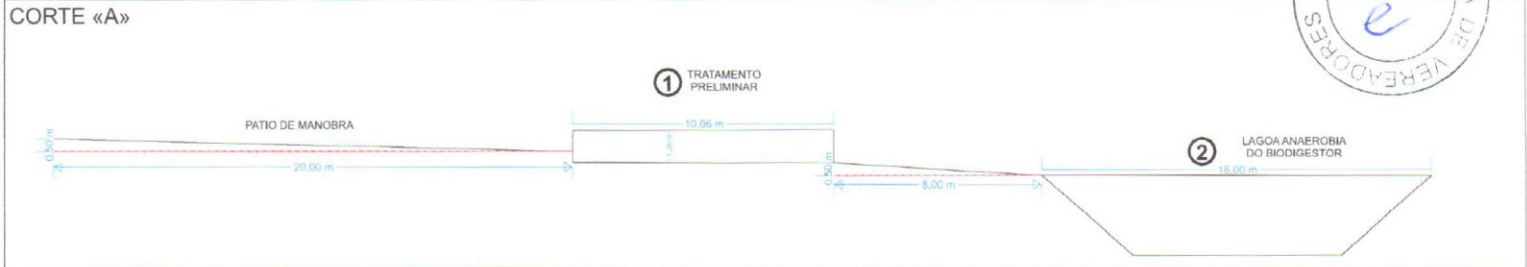 CORTE «A»
A DE VEREADORES
1 TRATAMENTO
PRELIMINAR
PATIO DE MANOBRA
10,06 m
0,50 m
20,00 m
0,50 m
8,00 m
2 LAGOA ANAEROBIA
DO BIODIGESTOR
15,00 m